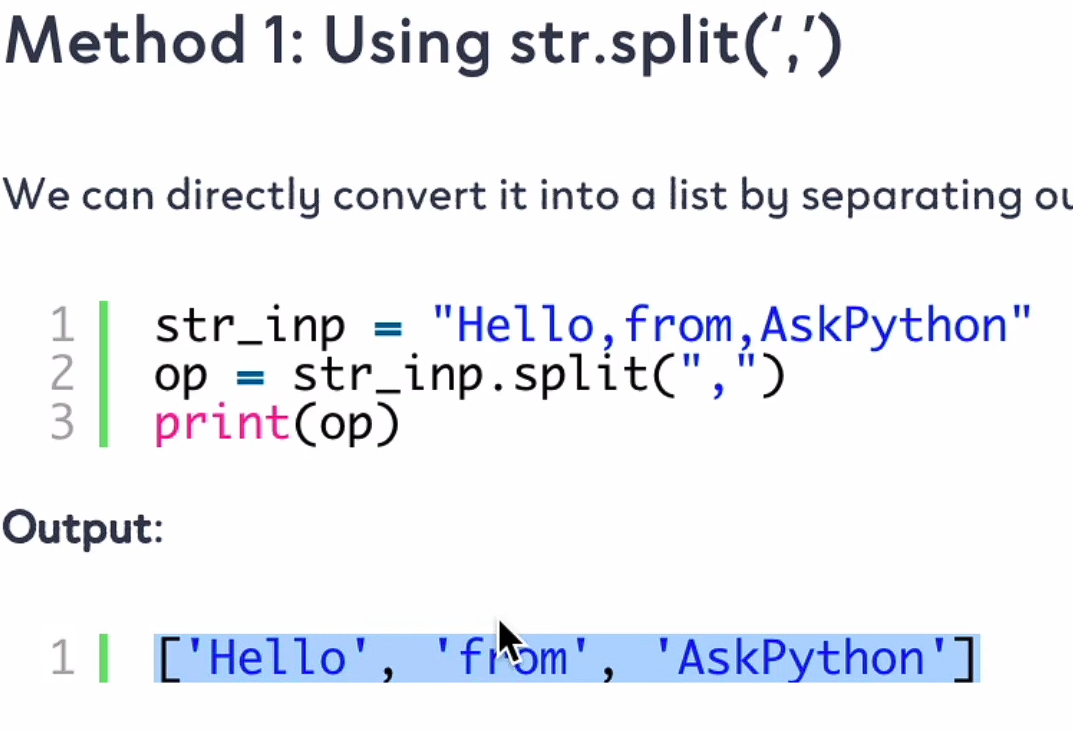 Method 1: Using str.split(‘,’)
We can directly convert it into a list by separating
1 str_inp = "Hello,from,AskPython"
2 op = str_inp.split(",")
3 print(op)
Output:
1 ['Hello', 'from', 'AskPython']